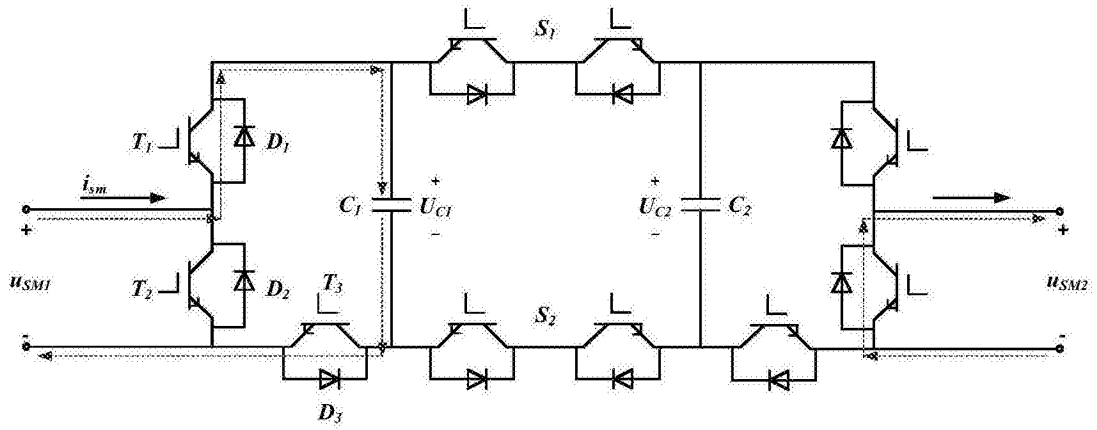 S1
T1
D1
ism
C1
+
UC1
-
+
UC2
-
C2
+
+
uSM1
T2
D2
T3
S2
uSM2
-
-
D3